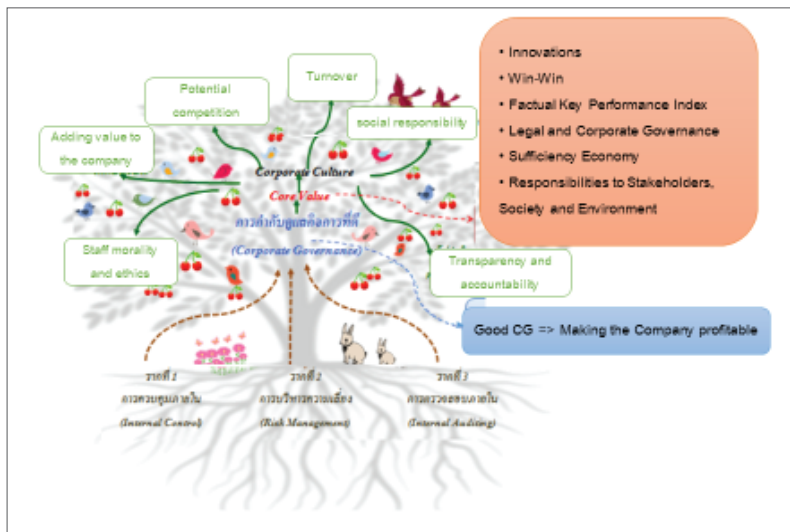 Turnover
Potential
competition
social responsibility
Adding value to
the company
• Innovations
• Win-Win
• Factual Key Performance Index
• Legal and Corporate Governance
• Sufficiency Economy
• Responsibilities to Stakeholders,
Society and Environment
Corporate Culture
Core Value
การกำกับดูแลกิจการที่ดี
(Corporate Governance)
Staff morality
and ethics
Transparency and
accountability
Good CG => Making the Company profitable
รากที่ 1
การควบคุมภายใน
(Internal Control)
รากที่ 2
การบริหารความเสี่ยง
(Risk Management)
รากที่ 3
การตรวจสอบภายใน
(Internal Auditing)